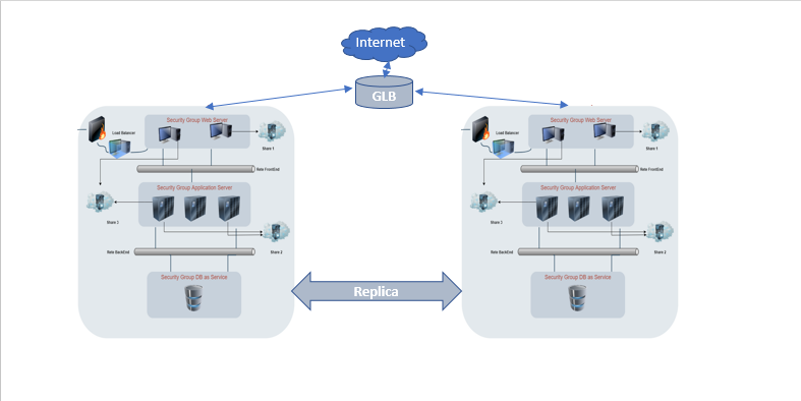 Internet
GLB
Security Group Web Server
Load Balancer
Share 1
Rete FrontEnd
Security Group Application Server
Share 3
Share 2
Rete BackEnd
Security Group DB as Service
Replica
Security Group Web Server
Load Balancer
Share 1
Rete FrontEnd
Security Group Application Server
Share 3
Share 2
Rete BackEnd
Security Group DB as Service